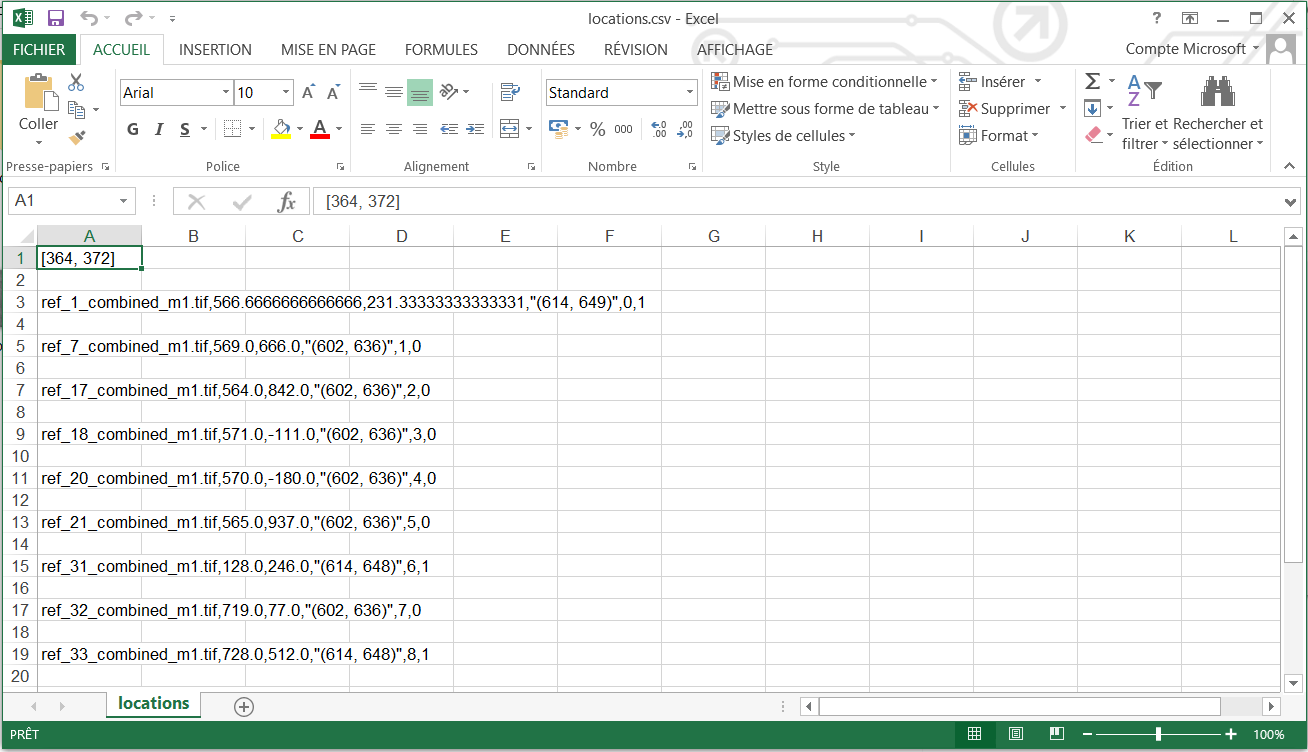 locations.csv - Excel
?
FICHIER ACCUEIL INSERTION MISE EN PAGE FORMULES DONNÉES RÉVISION AFFICHAGE Compte Microsoft
Coller
Arial 10 A A
G I S A
Standard
% 000
Mise en forme conditionnelle
Mettre sous forme de tableau
Styles de cellules
Insérer
Supprimer
Format
Σ
Trier et filtrer
Rechercher et sélectionner
Presse-papiers Police Alignement Nombre Style Cellules Édition
A1 fx [364, 372]
A B C D E F G H I J K L
1 [364, 372]
2
3 ref_1_combined_m1.tif,566.6666666666666,231.33333333333331,"(614, 649)",0,1
4
5 ref_7_combined_m1.tif,569.0,666.0,"(602, 636)",1,0
6
7 ref_17_combined_m1.tif,564.0,842.0,"(602, 636)",2,0
8
9 ref_18_combined_m1.tif,571.0,-111.0,"(602, 636)",3,0
10
11 ref_20_combined_m1.tif,570.0,-180.0,"(602, 636)",4,0
12
13 ref_21_combined_m1.tif,565.0,937.0,"(602, 636)",5,0
14
15 ref_31_combined_m1.tif,128.0,246.0,"(614, 648)",6,1
16
17 ref_32_combined_m1.tif,719.0,77.0,"(602, 636)",7,0
18
19 ref_33_combined_m1.tif,728.0,512.0,"(614, 648)",8,1
20
locations
PRÊT 100%